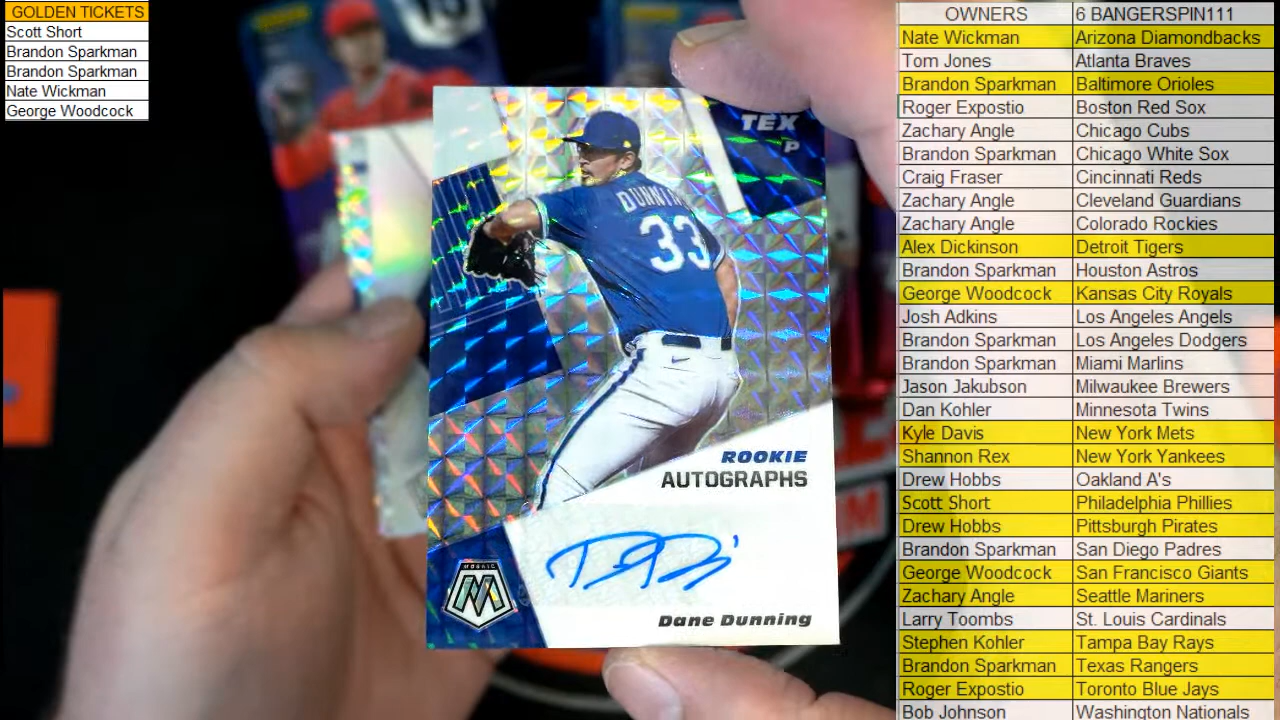 GOLDEN TICKETS
Scott Short
Brandon Sparkman
Brandon Sparkman
Nate Wickman
George Woodcock
TEX
P
DUNNING
33
ROOKIE
AUTOGRAPHS
MOSAIC
M
Dane Dunning
OWNERS 6 BANGERSPIN111
Nate Wickman Arizona Diamondbacks
Tom Jones Atlanta Braves
Brandon Sparkman Baltimore Orioles
Roger Expostio Boston Red Sox
Zachary Angle Chicago Cubs
Brandon Sparkman Chicago White Sox
Craig Fraser Cincinnati Reds
Zachary Angle Cleveland Guardians
Zachary Angle Colorado Rockies
Alex Dickinson Detroit Tigers
Brandon Sparkman Houston Astros
George Woodcock Kansas City Royals
Josh Adkins Los Angeles Angels
Brandon Sparkman Los Angeles Dodgers
Brandon Sparkman Miami Marlins
Jason Jakubson Milwaukee Brewers
Dan Kohler Minnesota Twins
Kyle Davis New York Mets
Shannon Rex New York Yankees
Drew Hobbs Oakland A's
Scott Short Philadelphia Phillies
Drew Hobbs Pittsburgh Pirates
Brandon Sparkman San Diego Padres
George Woodcock San Francisco Giants
Zachary Angle Seattle Mariners
Larry Toombs St. Louis Cardinals
Stephen Kohler Tampa Bay Rays
Brandon Sparkman Texas Rangers
Roger Expostio Toronto Blue Jays
Bob Johnson Washington Nationals